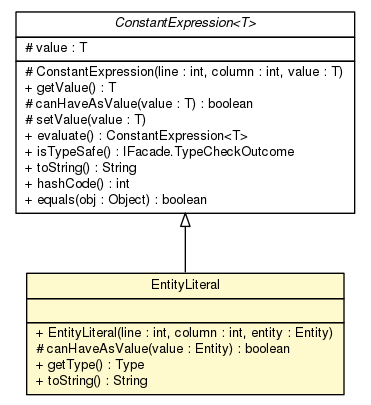 ConstantExpression<T>
# value : T
# ConstantExpression(line : int, column : int, value : T)
+ getValue() : T
# canHaveAsValue(value : T) : boolean
# setValue(value : T)
+ evaluate() : ConstantExpression<T>
+ isTypeSafe() : IFacade.TypeCheckOutcome
+ toString() : String
+ hashCode() : int
+ equals(obj : Object) : boolean
EntityLiteral
+ EntityLiteral(line : int, column : int, entity : Entity)
# canHaveAsValue(value : Entity) : boolean
+ getType() : Type
+ toString() : String